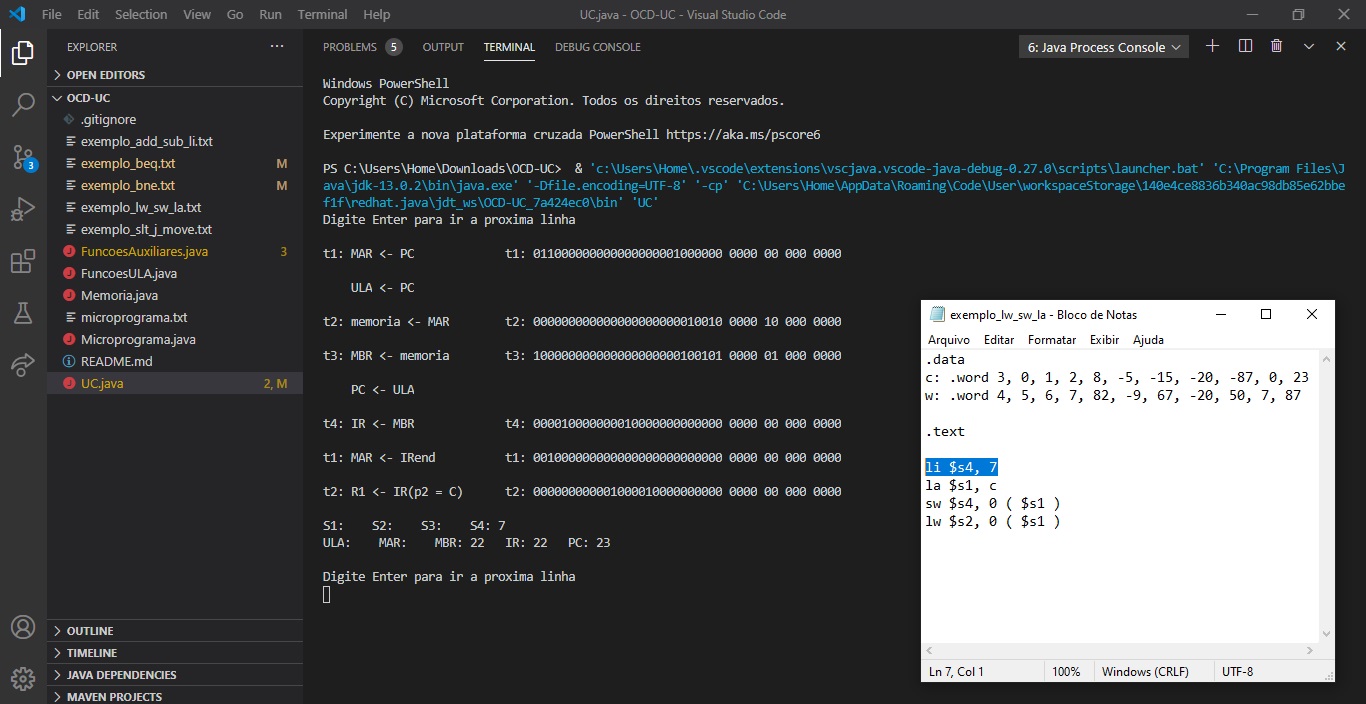 File Edit Selection View Go Run Terminal Help UC.java - OCD-UC - Visual Studio Code
EXPLORER
OPEN EDITORS
OCD-UC
.gitignore
exemplo_add_sub_li.txt
exemplo_beq.txt M
exemplo_bne.txt M
exemplo_lw_sw_la.txt
exemplo_slt_j_move.txt
FuncoesAuxiliares.java 3
FuncoesULA.java
Memoria.java
microprograma.txt
Microprograma.java
README.md
UC.java 2, M
OUTLINE
TIMELINE
JAVA DEPENDENCIES
MAVEN PROJECTS
3
PROBLEMS 5 OUTPUT TERMINAL DEBUG CONSOLE 6: Java Process Console
Windows PowerShell
Copyright (C) Microsoft Corporation. Todos os direitos reservados.
Experimente a nova plataforma cruzada PowerShell https://aka.ms/pscore6
PS C:\Users\Home\Downloads\OCD-UC> & 'c:\Users\Home\.vscode\extensions\vscjava.vscode-java-debug-0.27.0\scripts\launcher.bat' 'C:\Program Files\J
ava\jdk-13.0.2\bin\java.exe' '-Dfile.encoding=UTF-8' '-cp' 'C:\Users\Home\AppData\Roaming\Code\User\workspaceStorage\140e4ce8836b340ac98db85e62bbe
f1f\redhat.java\jdt_ws\OCD-UC_7a424ec0\bin' 'UC'
Digite Enter para ir a proxima linha
t1: MAR <- PC t1: 011000000000000000001000000 0000 00 000 0000
ULA <- PC
t2: memoria <- MAR t2: 000000000000000000000010010 0000 10 000 0000
t3: MBR <- memoria t3: 100000000000000000000100101 0000 01 000 0000
PC <- ULA
t4: IR <- MBR t4: 000010000000010000000000000 0000 00 000 0000
t1: MAR <- IRend t1: 001000000000000000000000000 0000 00 000 0000
t2: R1 <- IR(p2 = C) t2: 000000000001000010000000000 0000 00 000 0000
S1: S2: S3: S4: 7
ULA: MAR: MBR: 22 IR: 22 PC: 23
Digite Enter para ir a proxima linha
exemplo_lw_sw_la - Bloco de Notas
Arquivo Editar Formatar Exibir Ajuda
.data
c: .word 3, 0, 1, 2, 8, -5, -15, -20, -87, 0, 23
w: .word 4, 5, 6, 7, 82, -9, 67, -20, 50, 7, 87
.text
li $s4, 7
la $s1, c
sw $s4, 0 ( $s1 )
lw $s2, 0 ( $s1 )
Ln 7, Col 1 100% Windows (CRLF) UTF-8